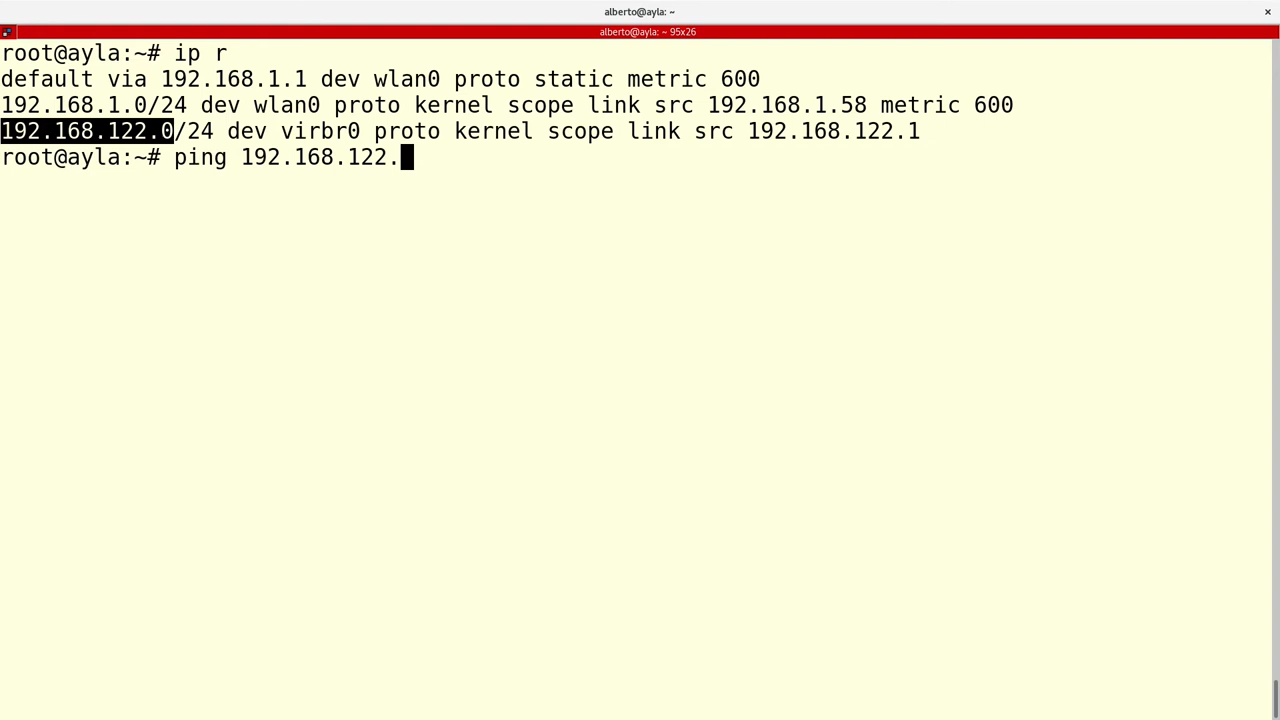 alberto@ayla: ~
alberto@ayla: ~ 95x26
root@ayla:~# ip r
default via 192.168.1.1 dev wlan0 proto static metric 600
192.168.1.0/24 dev wlan0 proto kernel scope link src 192.168.1.58 metric 600
192.168.122.0/24 dev virbr0 proto kernel scope link src 192.168.122.1
root@ayla:~# ping 192.168.122.